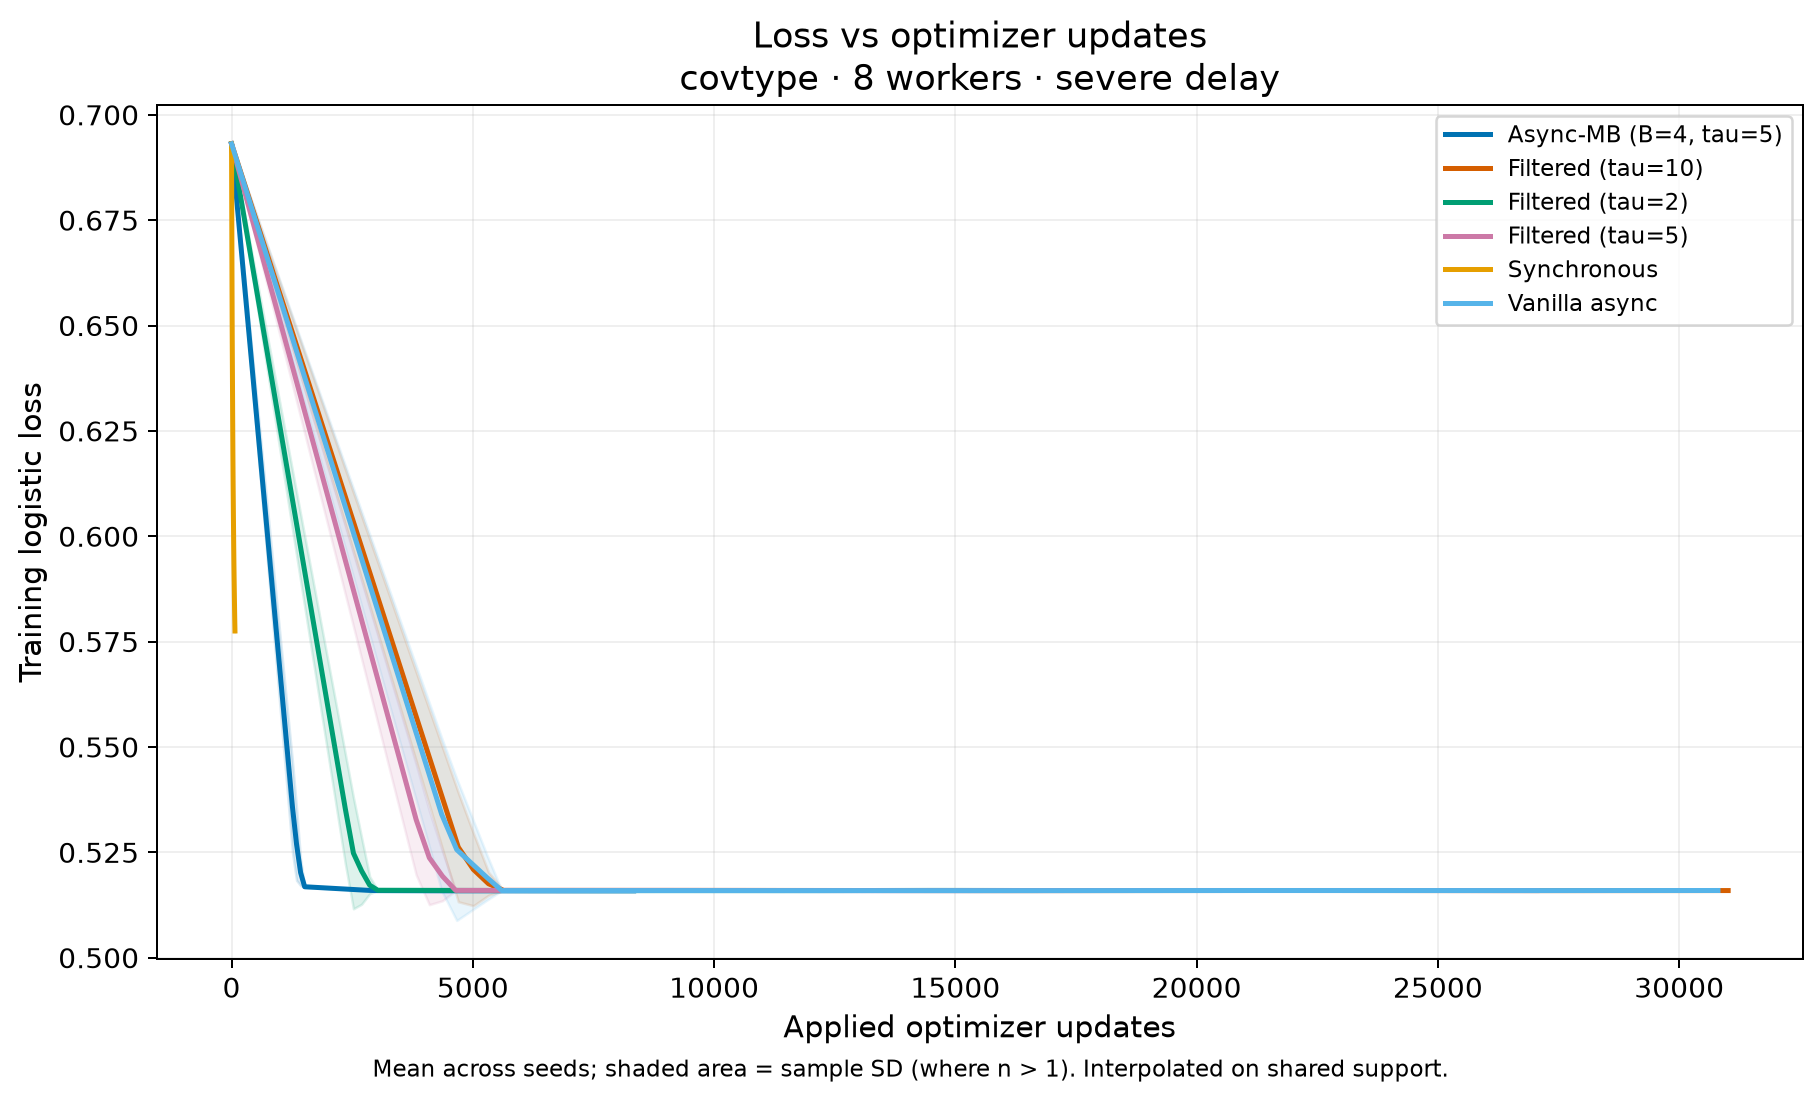 Loss vs optimizer updates
covtype · 8 workers · severe delay
0.700
0.675
0.650
0.625
0.600
0.575
0.550
0.525
0.500
Training logistic loss
Async-MB (B=4, tau=5)
Filtered (tau=10)
Filtered (tau=2)
Filtered (tau=5)
Synchronous
Vanilla async
0 5000 10000 15000 20000 25000 30000
Applied optimizer updates
Mean across seeds; shaded area = sample SD (where n > 1). Interpolated on shared support.